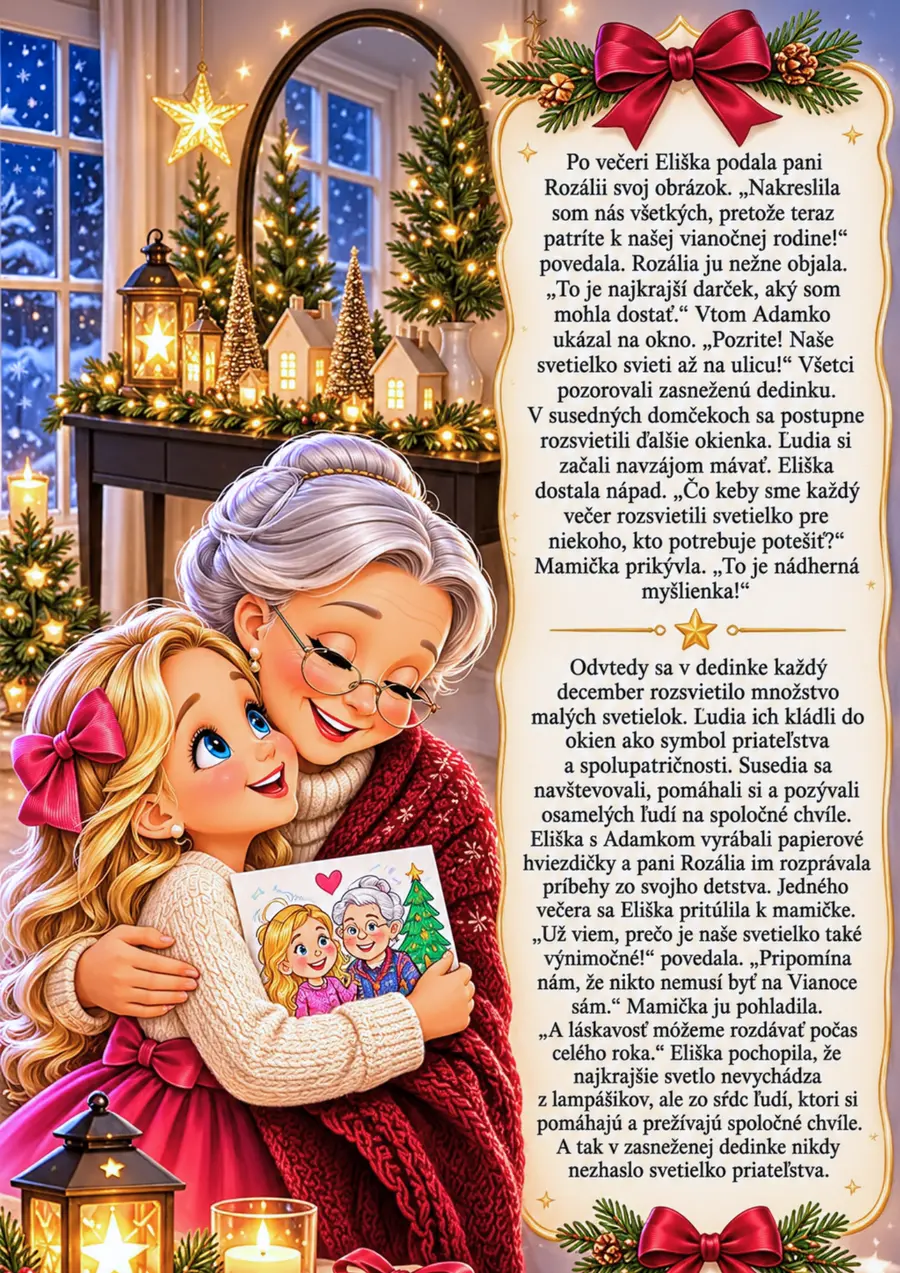 Po večeri Eliška podala pani
Rozálii svoj obrázok. „Nakreslila
som nás všetkých, pretože teraz
patríte k našej vianočnej rodine!“
povedala. Rozália ju nežne objala.
„To je najkrajší darček, aký som
mohla dostať.“ Vtom Adamko
ukázal na okno. „Pozrite! Naše
svetielko svieti až na ulicu!“ Všetci
pozorovali zasneženú dedinku.
V susedných domčekoch sa postupne
rozsvietili ďalšie okienka. Ľudia si
začali navzájom mávať. Eliška
dostala nápad. „Čo keby sme každý
večer rozsvietili svetielko pre
niekoho, kto potrebuje potešiť?“
Mamička prikývla. „To je nádherná
myšlienka!“
Odvtedy sa v dedinke každý
december rozsvietilo množstvo
malých svetielok. Ľudia ich kládli do
okien ako symbol priateľstva
a spolupatričnosti. Susedia sa
navštevovali, pomáhali si a pozývali
osamelých ľudí na spoločné chvíle.
Eliška s Adamkom vyrábali papierové
hviezdičky a pani Rozália im rozprávala
príbehy zo svojho detstva. Jedného
večera sa Eliška pritúlila k mamičke.
„Už viem, prečo je naše svetielko také
výnimočné!“ povedala. „Pripomína
nám, že nikto nemusí byť na Vianoce
sám.“ Mamička ju pohladila.
„A láskavosť móžeme rozdávať počas
celého roka.“ Eliška pochopila, že
najkrajšie svetlo nevychádza
z lampášikov, ale zo sŕdc ľudí, ktori si
pomáhajú a prežívajú spoločné chvíle.
A tak v zasneženej dedinke nikdy
nezhaslo svetielko priateľstva.